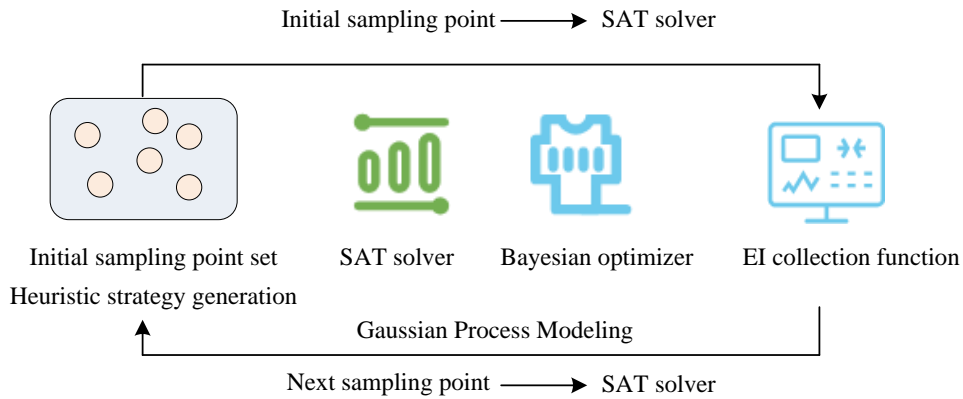 Initial sampling point SAT solver
Initial sampling point set SAT solver Bayesian optimizer EI collection function
Heuristic strategy generation
Gaussian Process Modeling
Next sampling point SAT solver